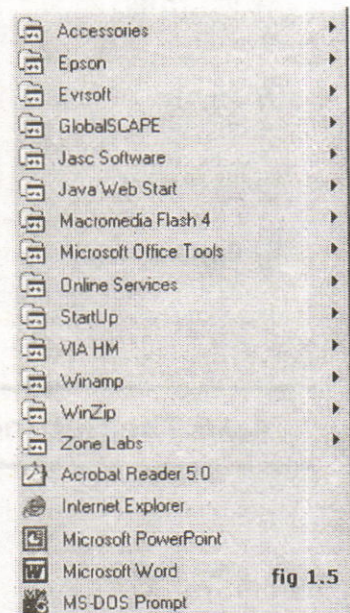 Accessories
Epson
Evrsoft
GlobalSCAPE
Jasc Software
Java Web Start
Macromedia Flash 4
Microsoft Office Tools
Online Services
StartUp
VIA HM
Winamp
WinZip
Zone Labs
Acrobat Reader 5.0
Internet Explorer
Microsoft PowerPoint
Microsoft Word
fig 1.5
MS-DOS Prompt